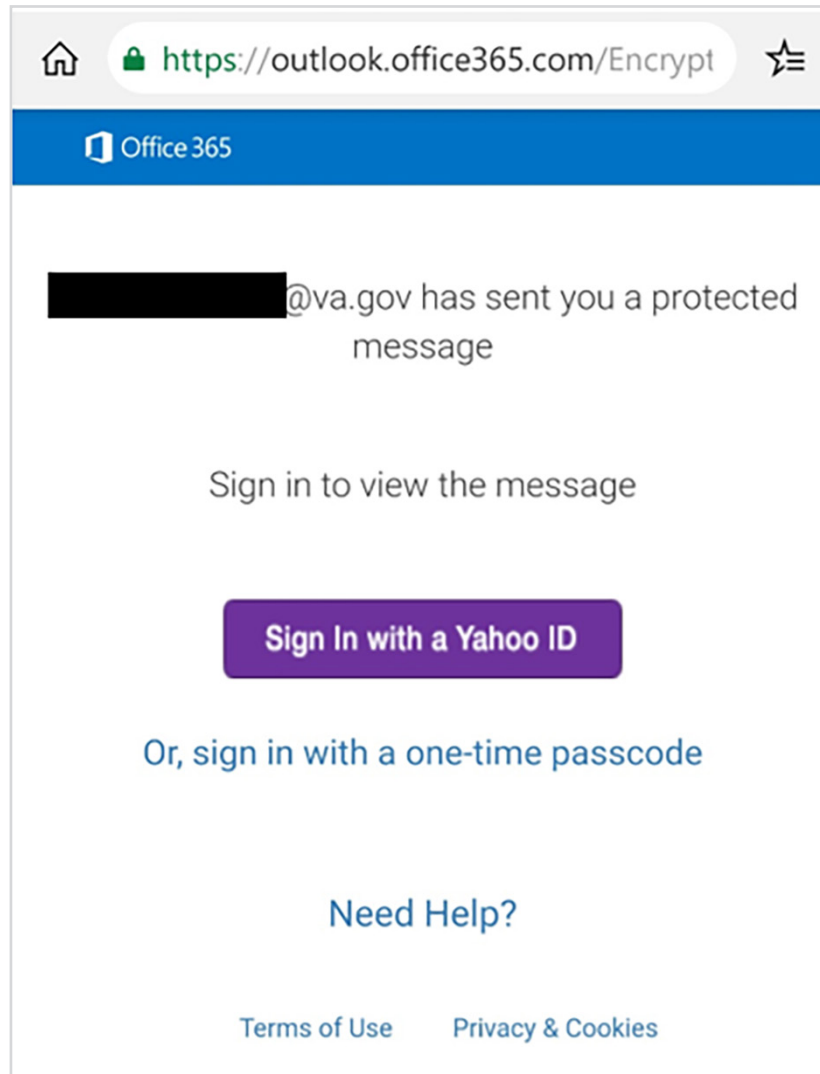 https://outlook.office365.com/Encrypt
Office 365
@va.gov has sent you a protected
message
Sign in to view the message
Sign In with a Yahoo ID
Or, sign in with a one-time passcode
Need Help?
Terms of Use Privacy & Cookies